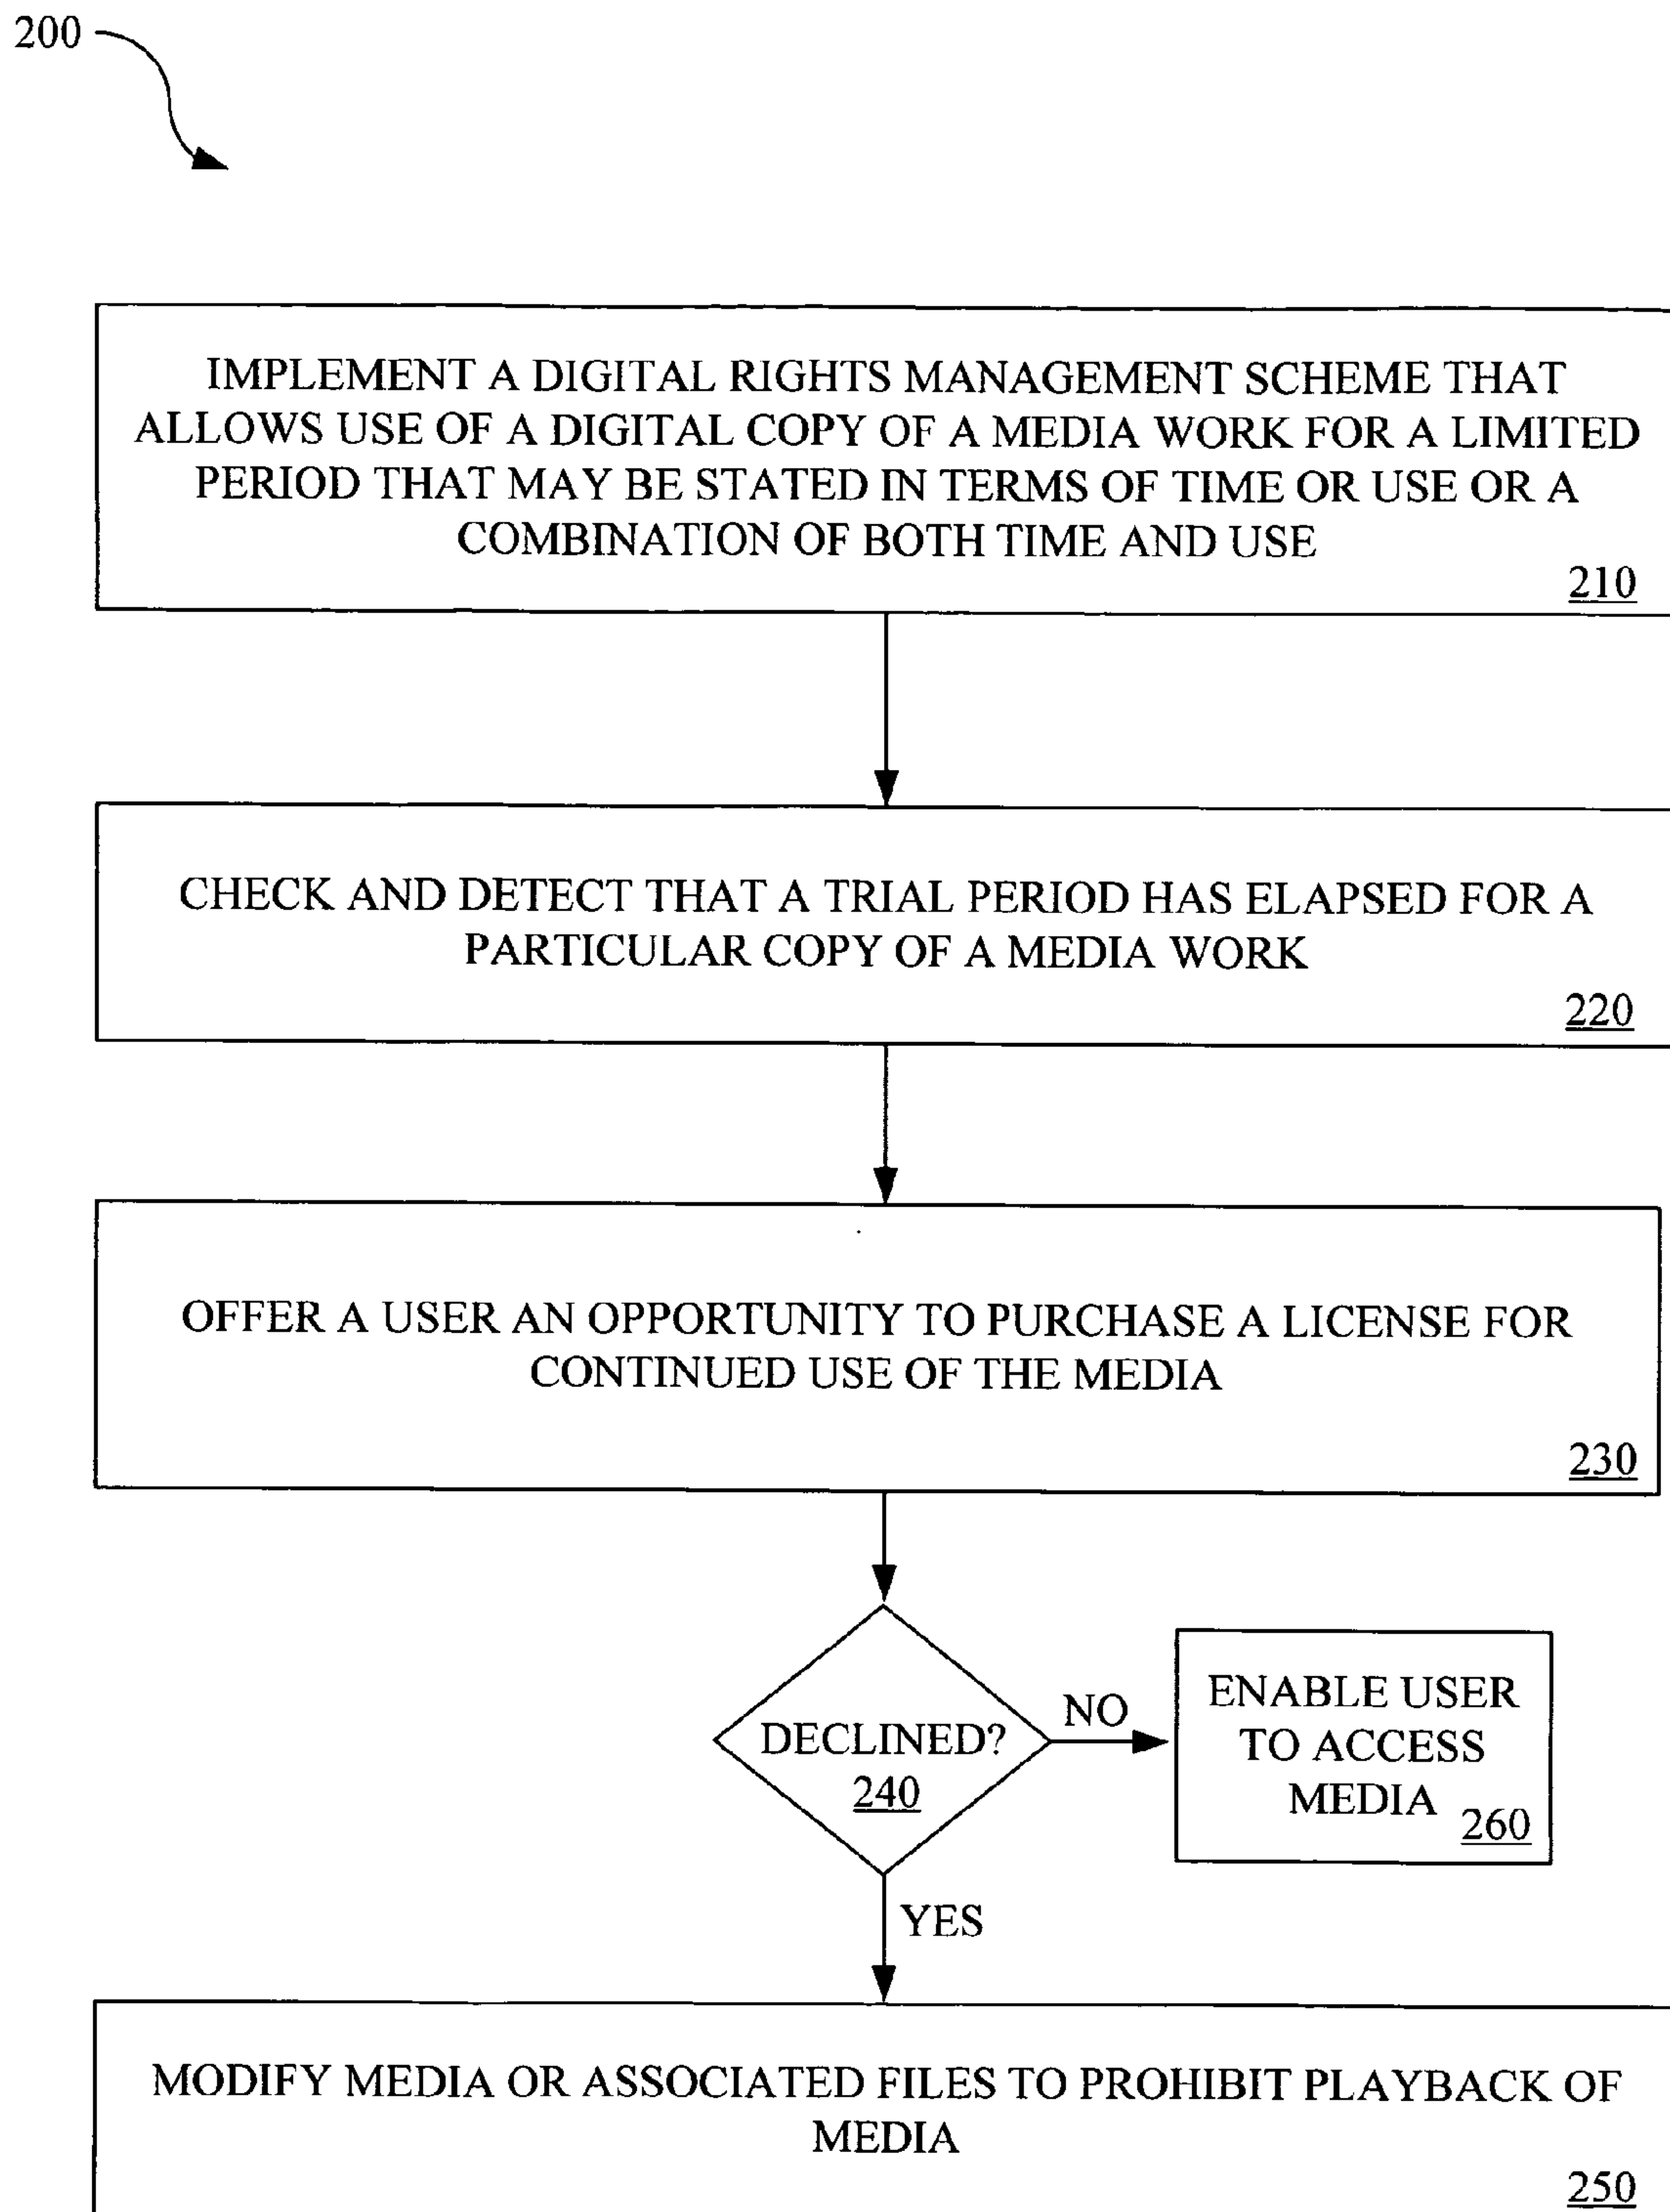 200
IMPLEMENT A DIGITAL RIGHTS MANAGEMENT SCHEME THAT
ALLOWS USE OF A DIGITAL COPY OF A MEDIA WORK FOR A LIMITED
PERIOD THAT MAY BE STATED IN TERMS OF TIME OR USE OR A
COMBINATION OF BOTH TIME AND USE
210
CHECK AND DETECT THAT A TRIAL PERIOD HAS ELAPSED FOR A
PARTICULAR COPY OF A MEDIA WORK
220
OFFER A USER AN OPPORTUNITY TO PURCHASE A LICENSE FOR
CONTINUED USE OF THE MEDIA
230
DECLINED?
240
NO
ENABLE USER
TO ACCESS
MEDIA
260
YES
MODIFY MEDIA OR ASSOCIATED FILES TO PROHIBIT PLAYBACK OF
MEDIA
250